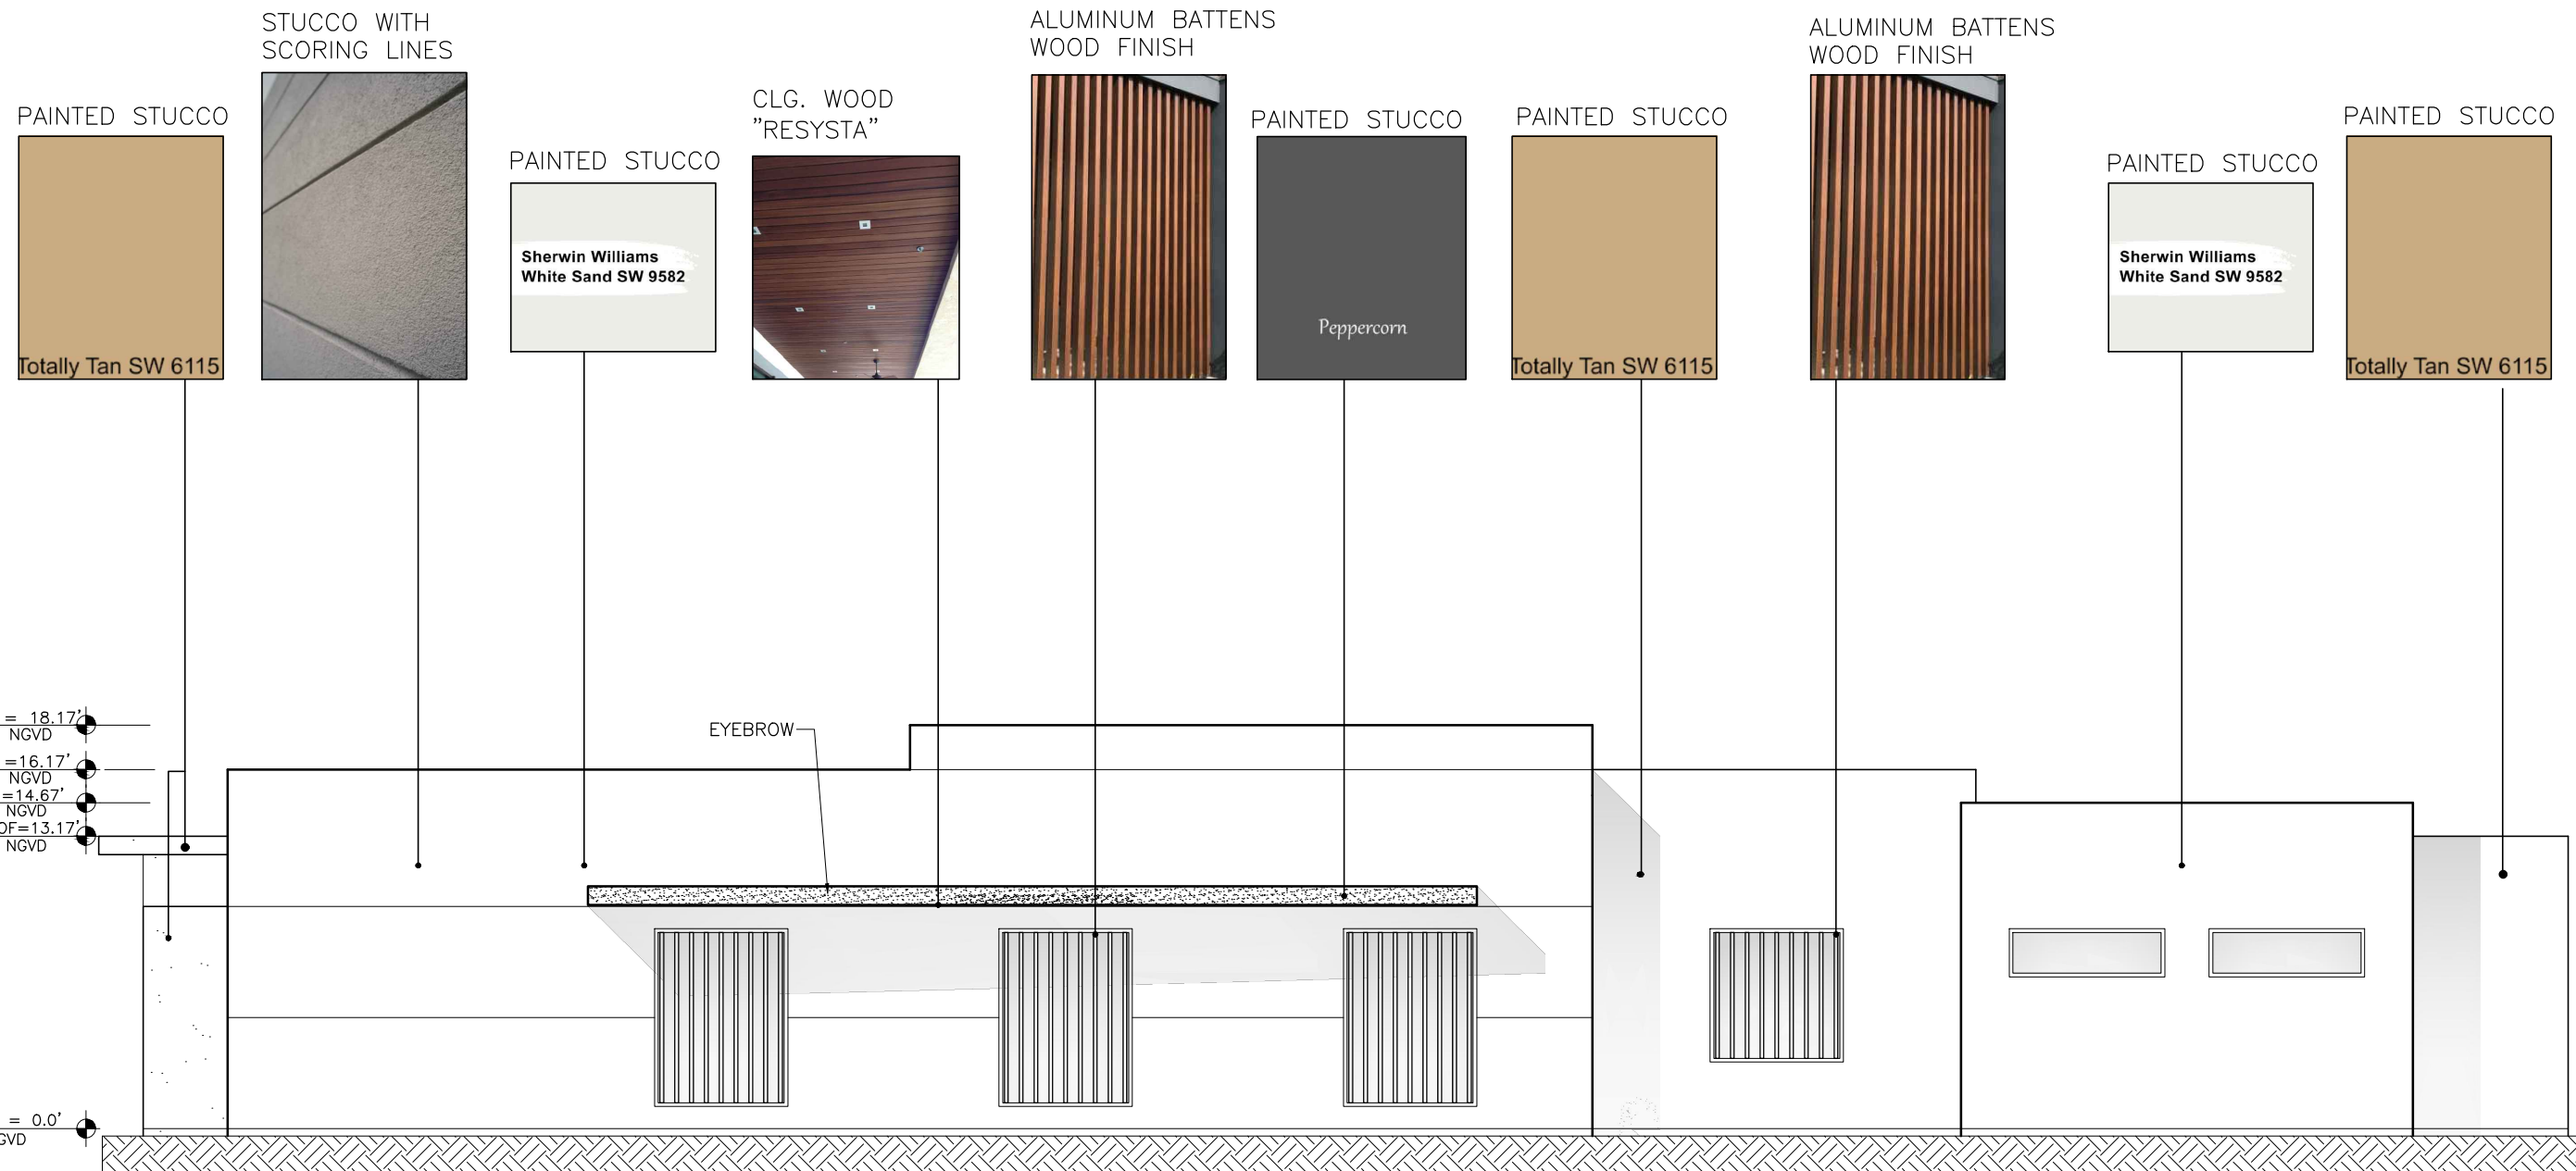 STUCCO WITH
SCORING LINES
ALUMINUM BATTENS
WOOD FINISH
ALUMINUM BATTENS
WOOD FINISH
PAINTED STUCCO
CLG. WOOD
"RESYSTA"
PAINTED STUCCO
PAINTED STUCCO
PAINTED STUCCO
PAINTED STUCCO
PAINTED STUCCO
Sherwin Williams
White Sand SW 9582
Sherwin Williams
White Sand SW 9582
Peppercorn
Totally Tan SW 6115
Totally Tan SW 6115
Totally Tan SW 6115
= 18.17'
NGVD
EYEBROW
=16.17'
NGVD
=14.67'
NGVD
OF=13.17'
NGVD
= 0.0'
GVD